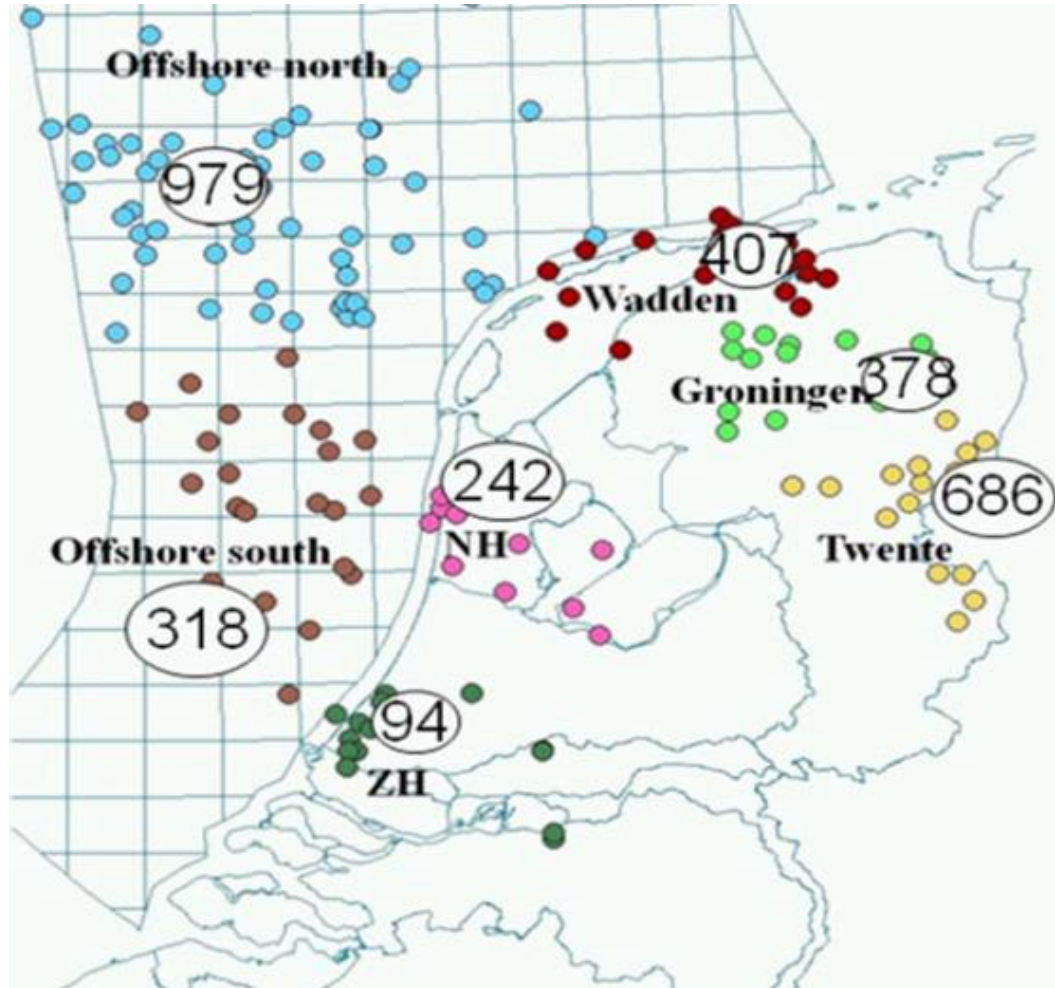 Offshore north
979
407
Wadden
378
Groningen
242
686
NH
Offshore south
Twente
318
94
ZH